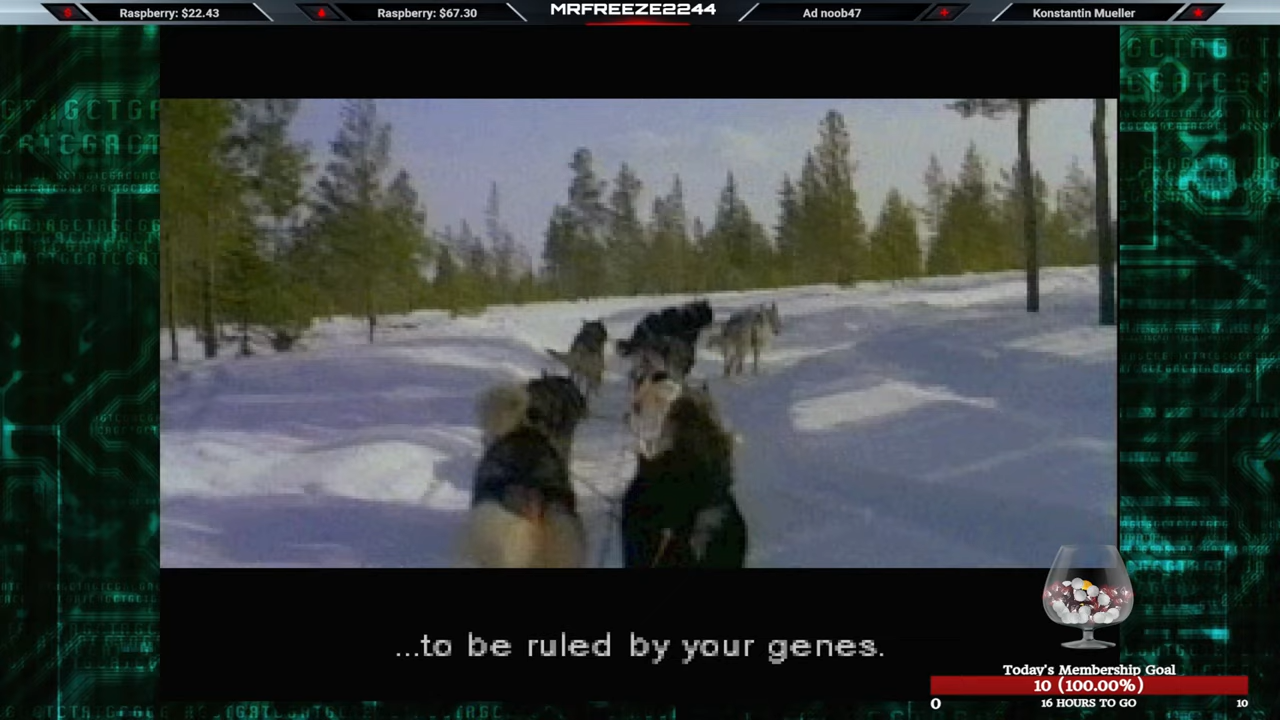 Raspberry: $22.43
Raspberry: $67.30
MRFREEZE2244
Ad noob47
Konstantin Mueller
...to be ruled by your genes.
Today's Membership Goal
10 (100.00%)
0
16 HOURS TO GO
10